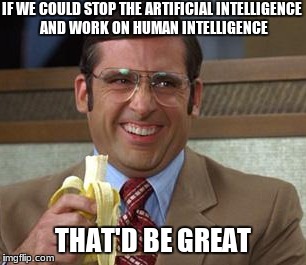 IF WE COULD STOP THE ARTIFICIAL INTELLIGENCE
AND WORK ON HUMAN INTELLIGENCE
THAT'D BE GREAT
imgflip.com